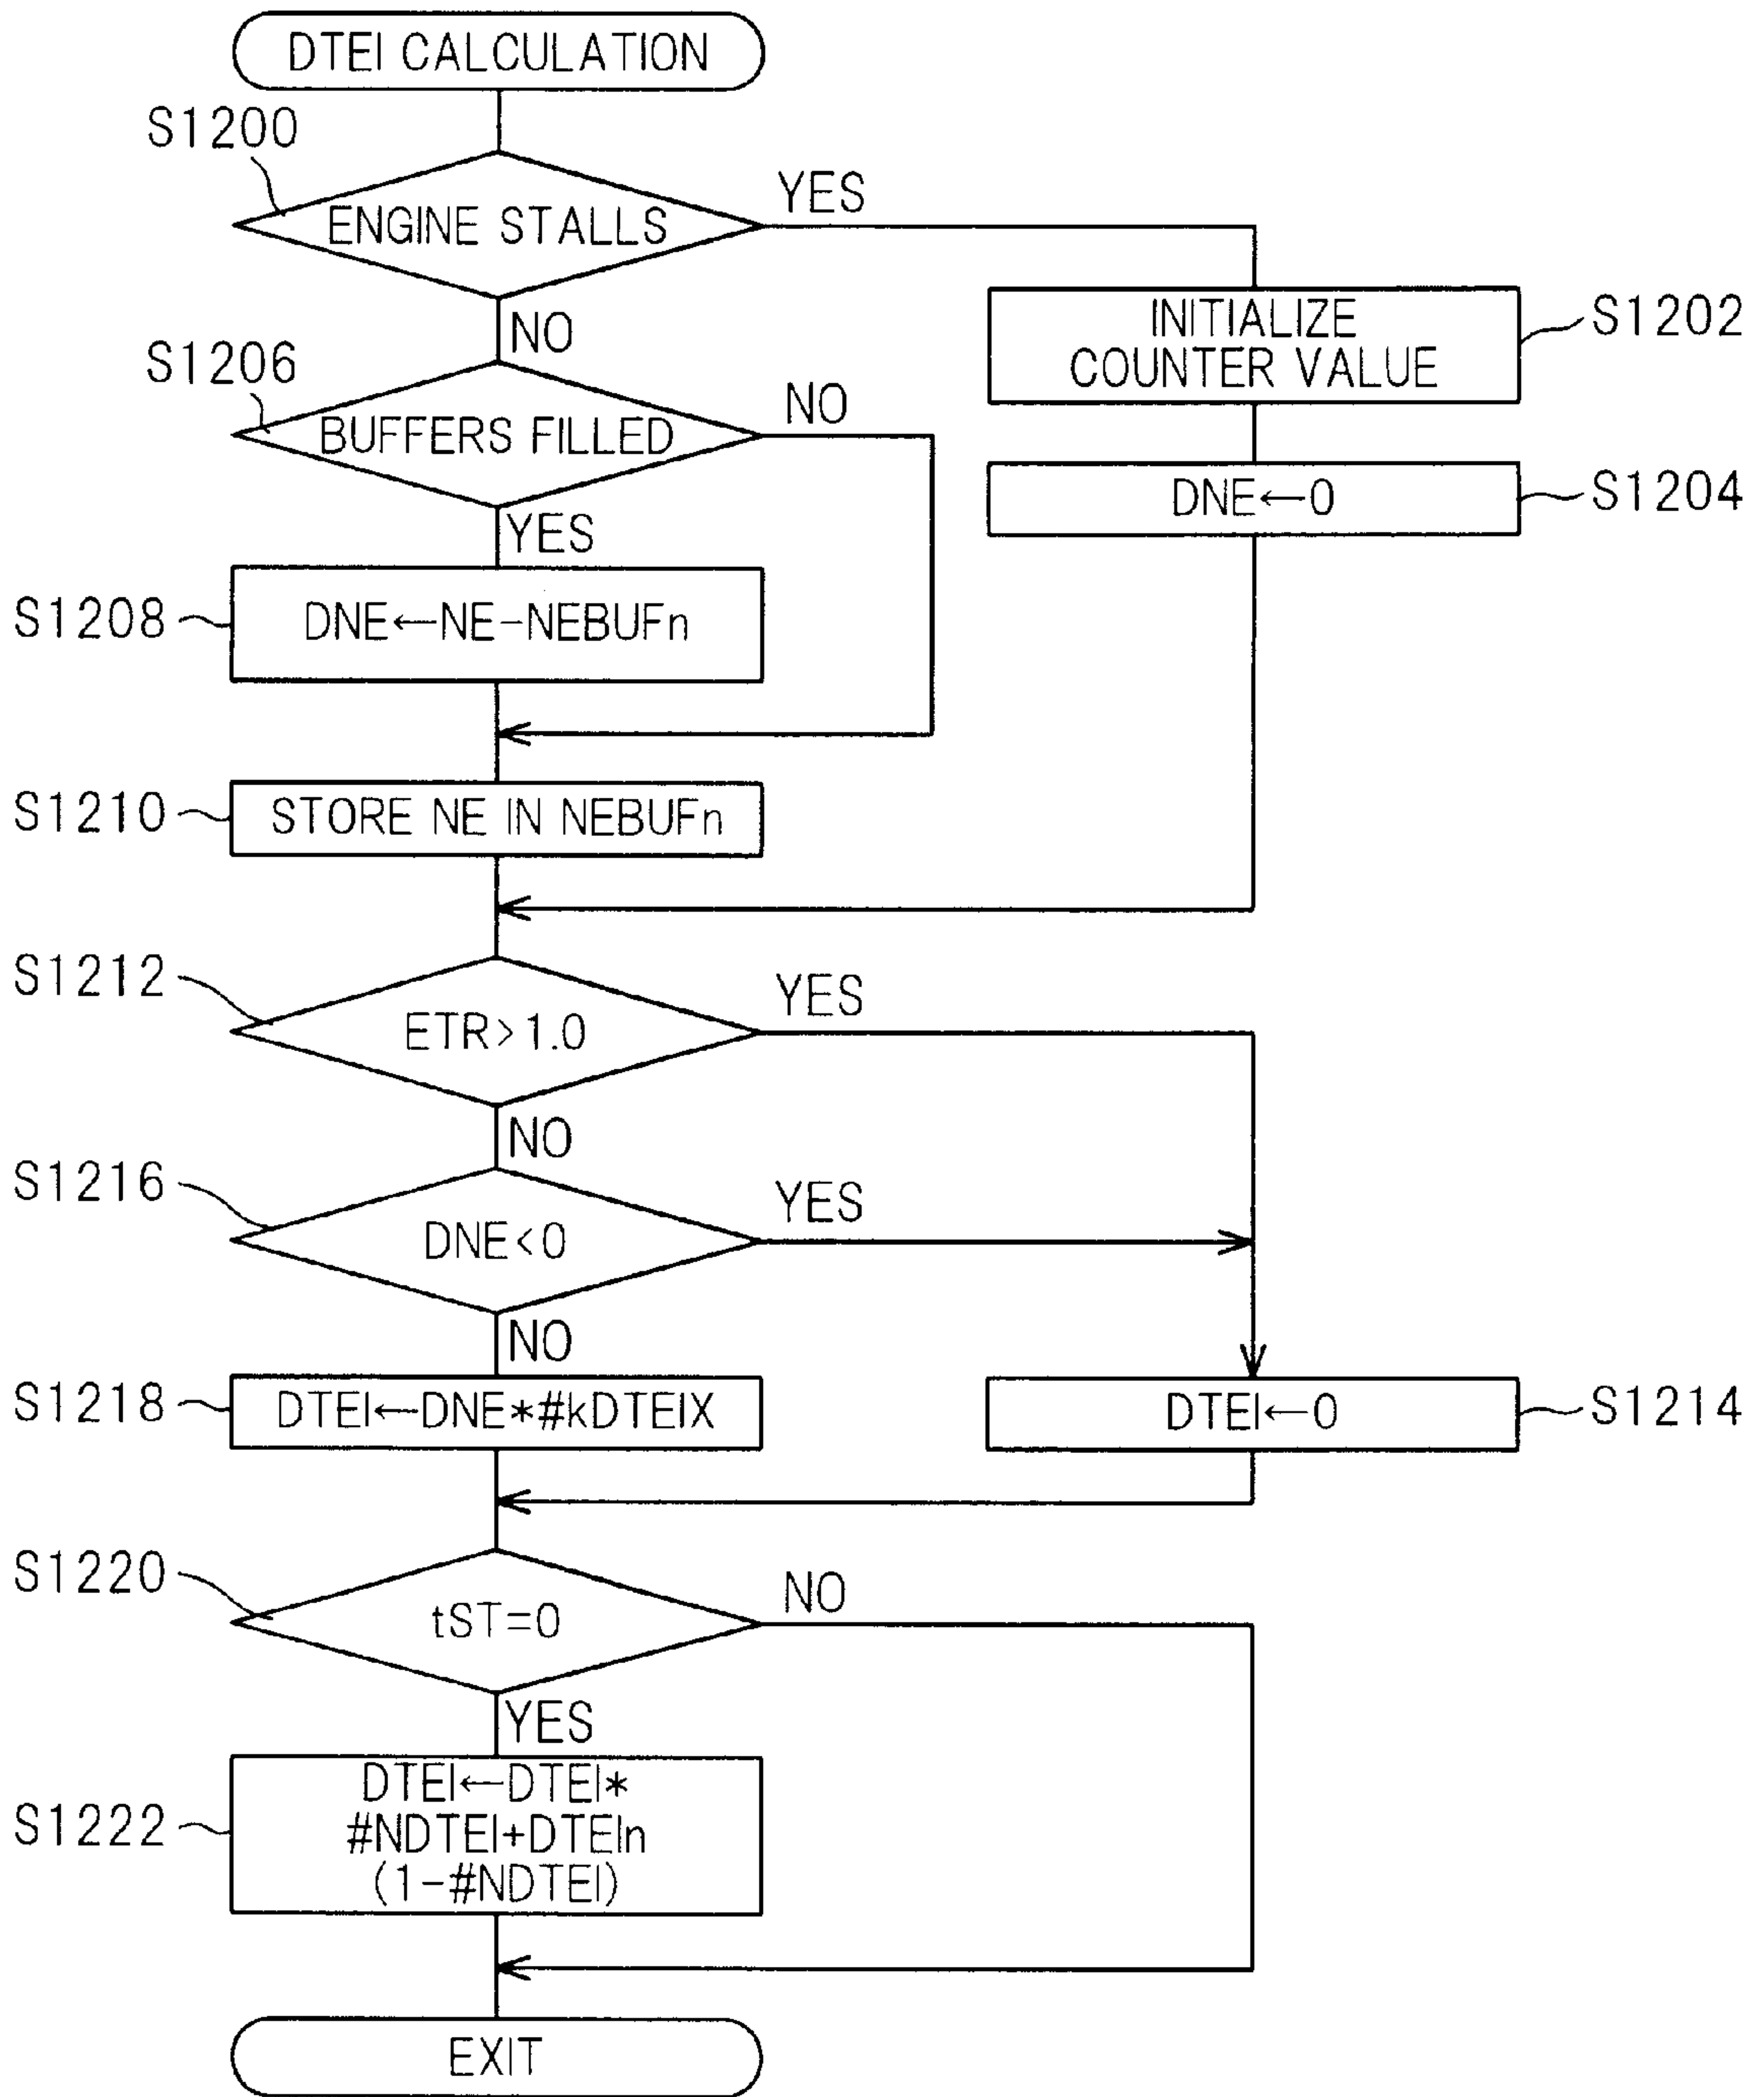 DTEI CALCULATION
S1200
ENGINE STALLS
YES
NO
INITIALIZE
COUNTER VALUE
S1202
S1206
BUFFERS FILLED
NO
YES
DNE←0
S1204
S1208
DNE←NE-NEBUFn
S1210
STORE NE IN NEBUFn
S1212
ETR>1.0
YES
NO
S1216
DNE<0
YES
NO
S1218
DTEI←DNE*#kDTEIX
DTEI←0
S1214
S1220
tST=0
NO
YES
S1222
DTEI←DTEI*
#NDTEI+DTEIn
(1-#NDTEI)
EXIT